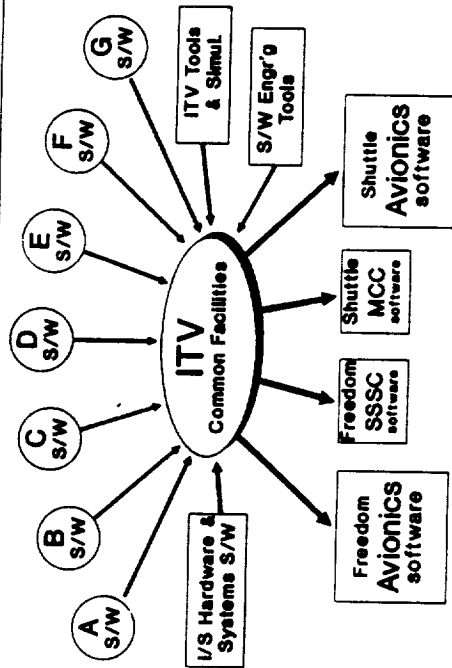 A
S/W
B
S/W
C
S/W
D
S/W
E
S/W
F
S/W
G
S/W
I/S Hardware &
Systems S/W
ITV
Common Facilities
ITV Tools
& Simul.
S/W Engr'g
Tools
Freedom
Avionics
software
Freedom
SSSC
software
Shuttle
MCC
software
Shuttle
Avionics
software